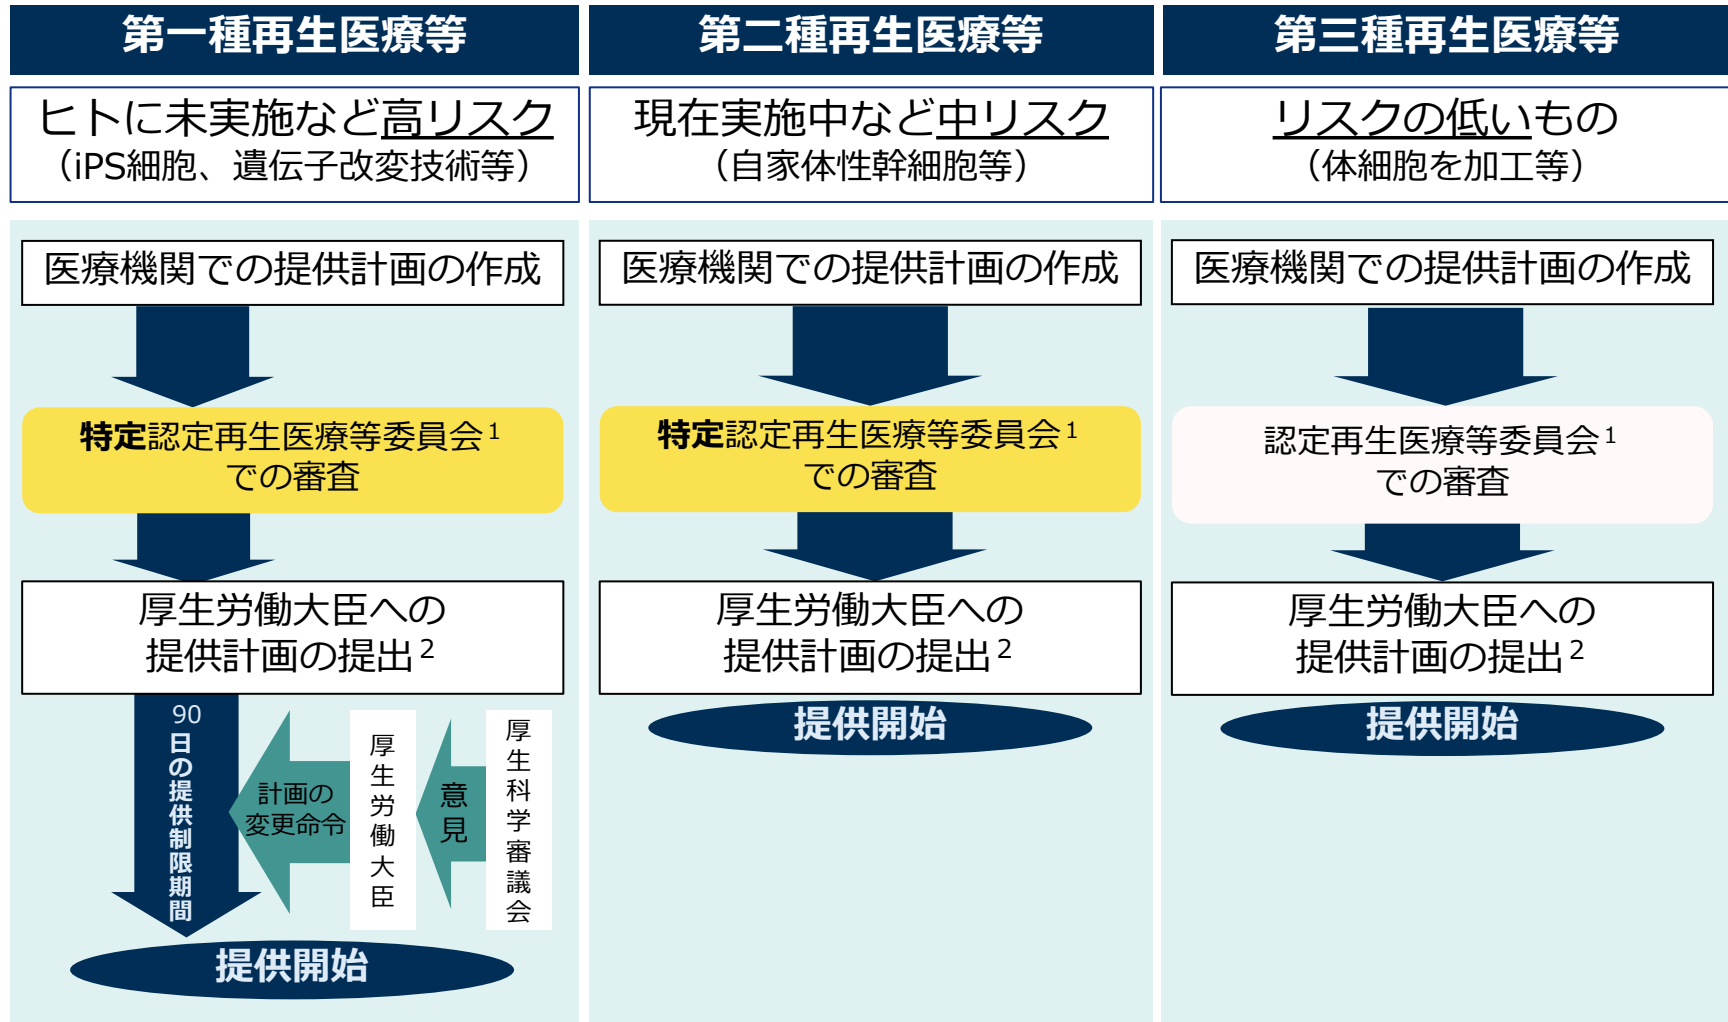 第一種再生医療等
ヒトに未実施など高リスク
（iPS細胞、遺伝子改変技術等）
医療機関での提供計画の作成
特定認定再生医療等委員会1
での審査
厚生労働大臣への
提供計画の提出2
90日の提供制限期間
計画の
変更命令
厚生労働大臣
意見
厚生科学審議会
提供開始
第二種再生医療等
現在実施中など中リスク
（自家体性幹細胞等）
医療機関での提供計画の作成
特定認定再生医療等委員会1
での審査
厚生労働大臣への
提供計画の提出2
提供開始
第三種再生医療等
リスクの低いもの
（体細胞を加工等）
医療機関での提供計画の作成
認定再生医療等委員会1
での審査
厚生労働大臣への
提供計画の提出2
提供開始